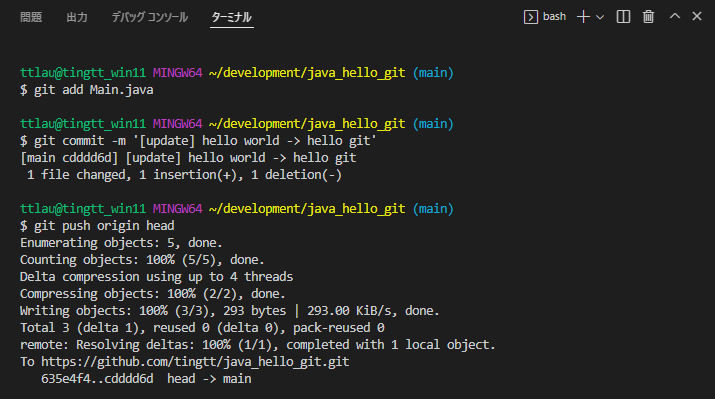 問題 出力 デバッグ コンソール ターミナル bash
ttlau@tingtt_win11 MINGW64 ~/development/java_hello_git (main)
$ git add Main.java
ttlau@tingtt_win11 MINGW64 ~/development/java_hello_git (main)
$ git commit -m '[update] hello world -> hello git'
[main cdddd6d] [update] hello world -> hello git
 1 file changed, 1 insertion(+), 1 deletion(-)
ttlau@tingtt_win11 MINGW64 ~/development/java_hello_git (main)
$ git push origin head
Enumerating objects: 5, done.
Counting objects: 100% (5/5), done.
Delta compression using up to 4 threads
Compressing objects: 100% (2/2), done.
Writing objects: 100% (3/3), 293 bytes | 293.00 KiB/s, done.
Total 3 (delta 1), reused 0 (delta 0), pack-reused 0
remote: Resolving deltas: 100% (1/1), completed with 1 local object.
To https://github.com/tingtt/java_hello_git.git
   635e4f4..cdddd6d  head -> main